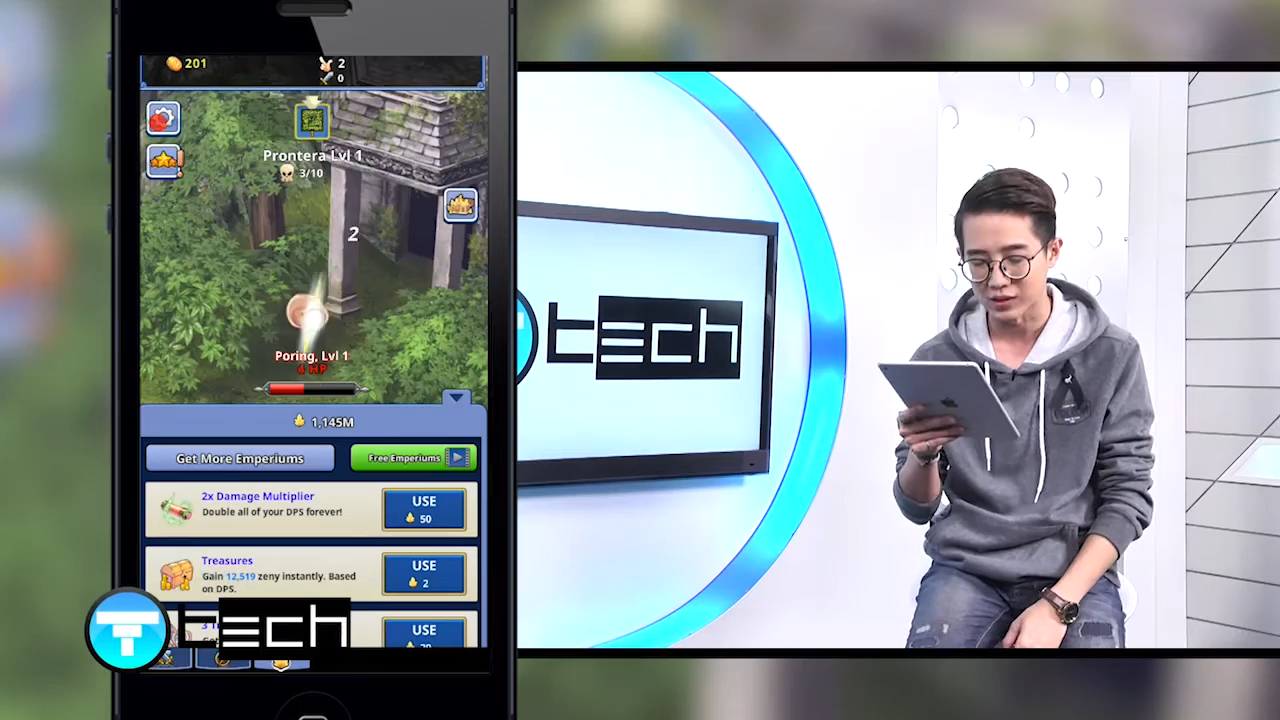 201
2
0
Prontera Lvl 1
3/10
2
Poring, Lvl 1
4 HP
1,145M
Get More Emperiums
Free Emperiums
2x Damage Multiplier
Double all of your DPS forever!
USE
50
Treasures
Gain 12,519 zeny instantly. Based
on DPS.
USE
2
USE
T tech
tech